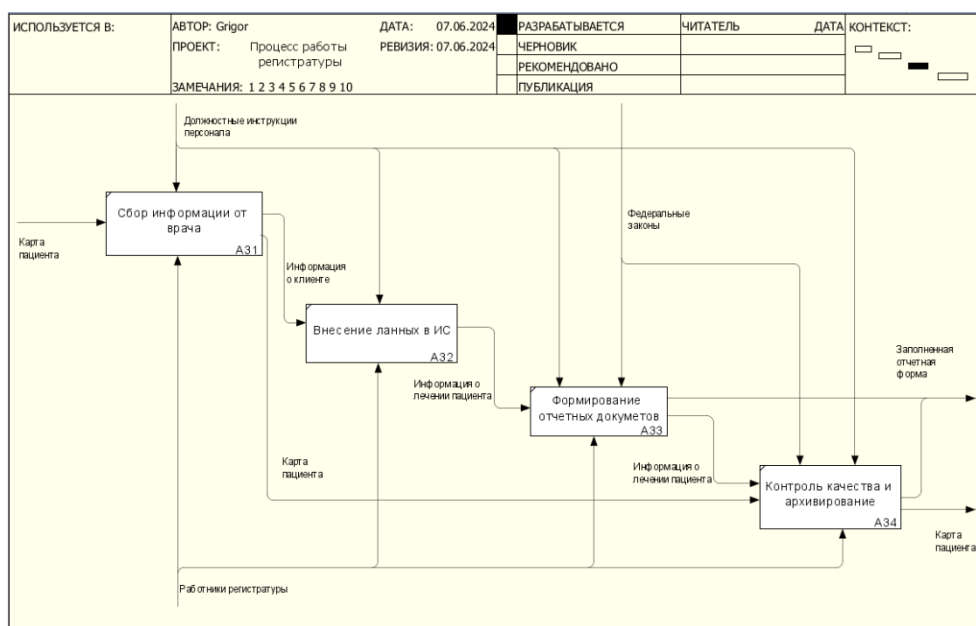 ИСПОЛЬЗУЕТСЯ В:
АВТОР: Grigor
ДАТА: 07.06.2024
ПРОЕКТ: Процесс работы
регистратуры
РЕВИЗИЯ: 07.06.2024
ЗАМЕЧАНИЯ: 1 2 3 4 5 6 7 8 9 10
РАЗРАБАТЫВАЕТСЯ
ЧЕРНОВИК
РЕКОМЕНДОВАНО
ПУБЛИКАЦИЯ
ЧИТАТЕЛЬ
ДАТА
КОНТЕКСТ:
Должностные инструкции
персонала
Сбор информации от
врача
A31
Карта
пациента
Федеральные
законы
Информация
о клиенте
Внесение ланных в ИС
A32
Заполненная
отчетная
форма
Информация о
лечении пациента
Формирование
отчетных докуметов
A33
Карта
пациента
Информация о
лечении пациента
Контроль качества и
архивирование
A34
Карта
пациента
Работники регистратуры